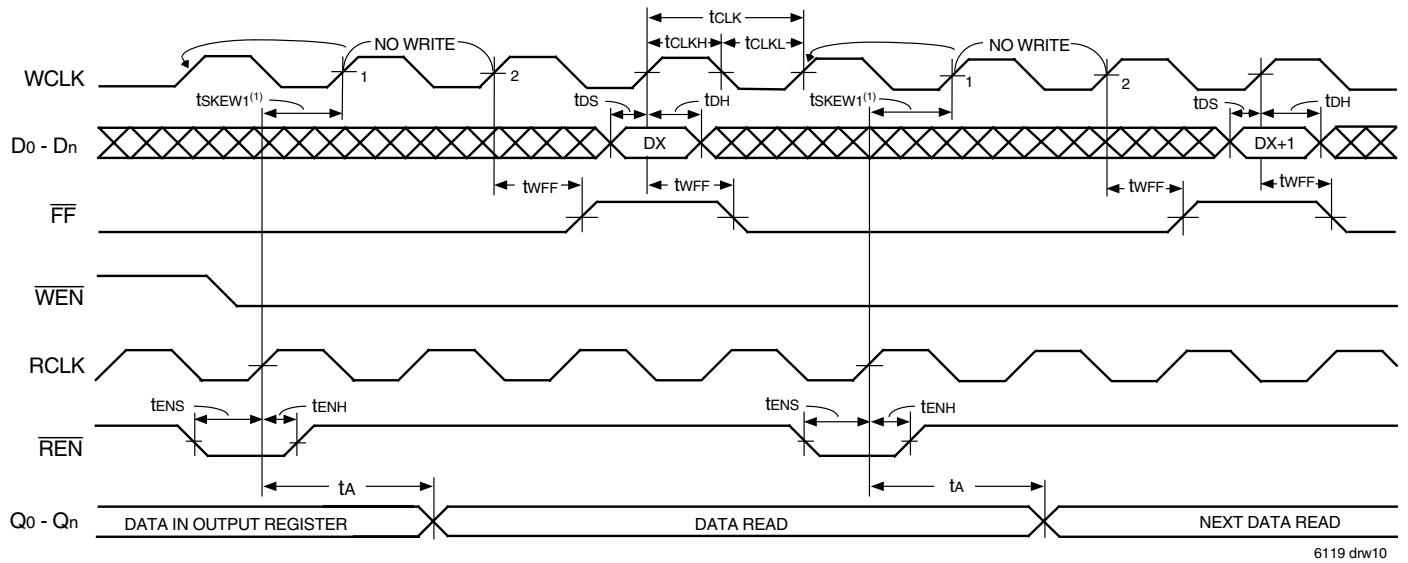 tCLK
NO WRITE
tCLKH
tCLKL
NO WRITE
WCLK
1
2
1
2
tSKEW1(1)
tDS
tDH
tSKEW1(1)
tDS
tDH
D0 - Dn
DX
DX+1
tWFF
tWFF
tWFF
tWFF
FF
WEN
RCLK
tENS
tENH
tENS
tENH
REN
tA
tA
Q0 - Qn
DATA IN OUTPUT REGISTER
DATA READ
NEXT DATA READ
6119 drw10